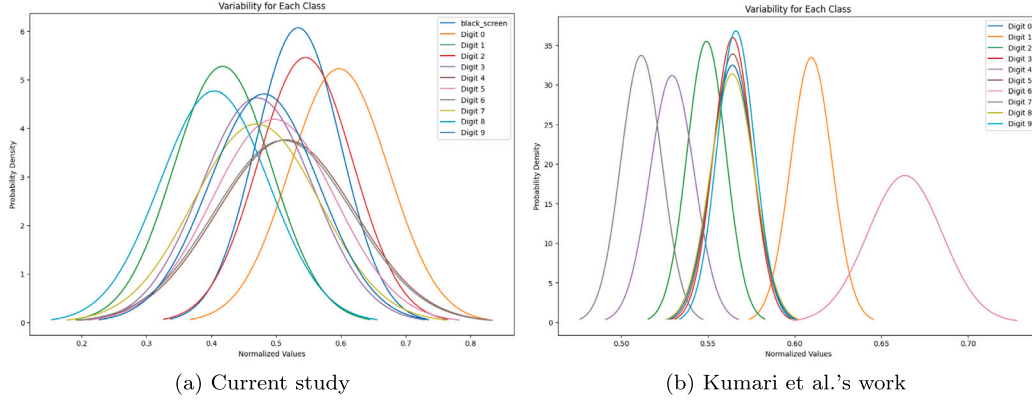 Variability for Each Class
black_screen
Digit 0
Digit 1
Digit 2
Digit 3
Digit 4
Digit 5
Digit 6
Digit 7
Digit 8
Digit 9
Probability Density
6
5
4
3
2
1
0
0.2 0.3 0.4 0.5 0.6 0.7 0.8
Normalized Values
(a) Current study
Variability for Each Class
Digit 0
Digit 1
Digit 2
Digit 3
Digit 4
Digit 5
Digit 6
Digit 7
Digit 8
Digit 9
Probability Density
35
30
25
20
15
10
5
0
0.50 0.55 0.60 0.65 0.70
Normalized Values
(b) Kumari et al.'s work